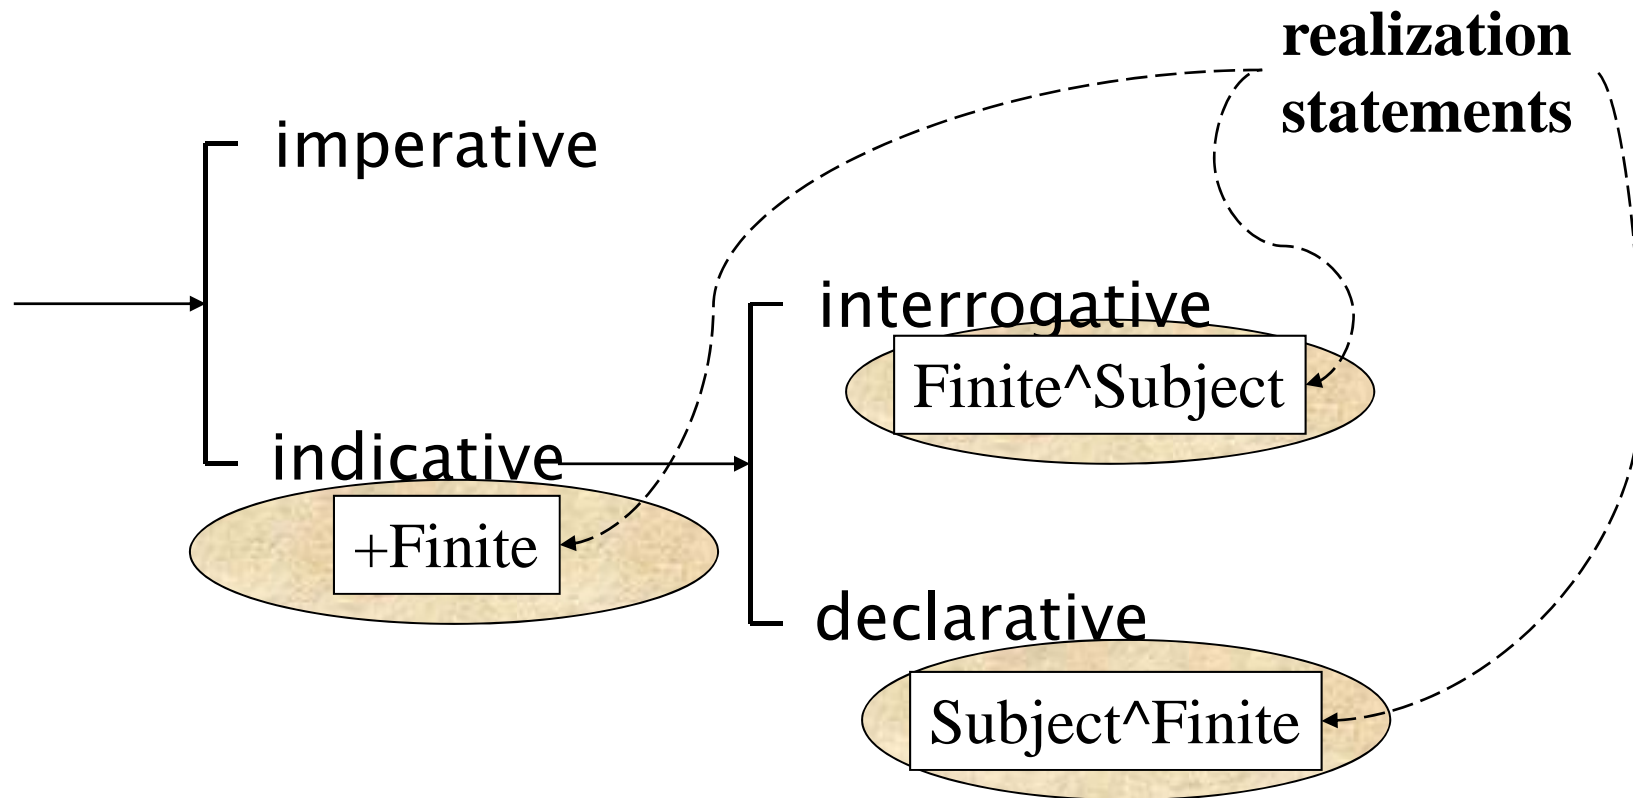 realization
statements
imperative
interrogative
Finite^Subject
indicative
+Finite
declarative
Subject^Finite